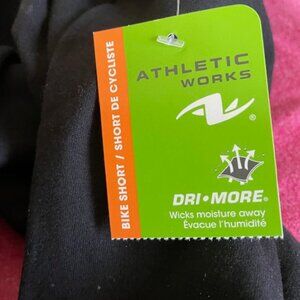 BIKE SHORT / SHORT DE CYCLISTE
ATHLETIC
WORKS
®
DRI•MORE®
Wicks moisture away
Évacue l'humidité